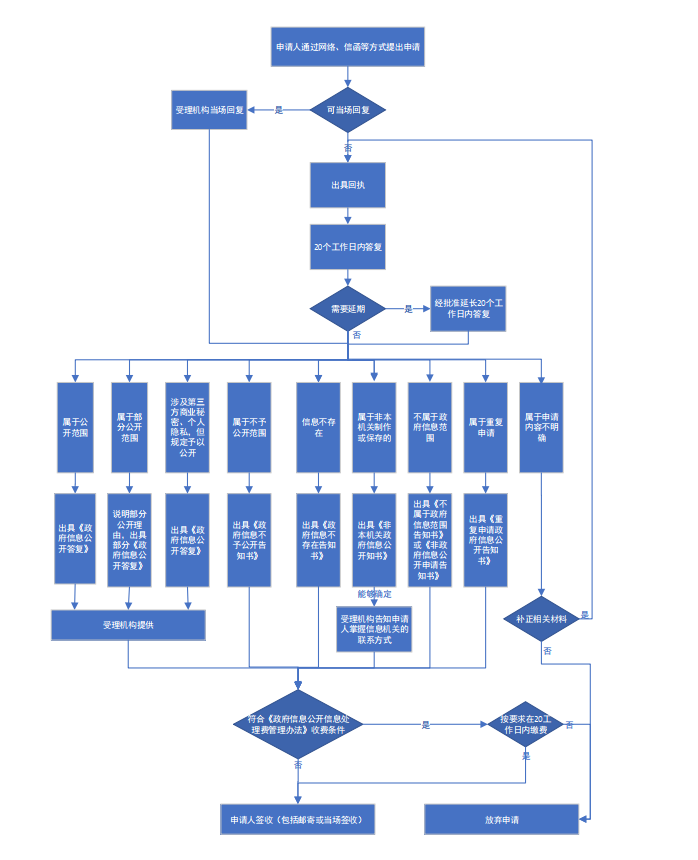 申请人通过网络、信函等方式提出申请
受理机构当场回复
是
可当场回复
否
出具回执
20个工作日内答复
需要延期
是
经批准延长20个工
作日内答复
否
属于公
开范围
属于部
分公开
范围
涉及第三
方商业秘
密、个人
隐私，但
规定予以
公开
属于不予
公开范围
信息不存
在
属于非本
机关制作
或保存的
不属于政
府信息范
围
属于重复
申请
属于申请
内容不明
确
出具《政
府信息公
开答复》
说明部分
公开理
由，出具
部分《政
府信息公
开答复》
出具《政
府信息公
开答复》
出具《政
府信息不
予公开告
知书》
出具《政
府信息不
存在告知
书》
出具《非
本机关政
府信息公
开知书》
出具《不
属于政府
信息范围
告知书》
或《非政
府信息公
开申请告
知书》
出具《重
复申请政
府信息公
开告知
书》
能够确定
受理机构提供
受理机构告知申请
人掌握信息机关的
联系方式
补正相关材料
是
否
符合《政府信息公开信息处
理费管理办法》收费条件
是
按要求在20工
作日内缴费
否
否
是
申请人签收（包括邮寄或当场签收）
放弃申请